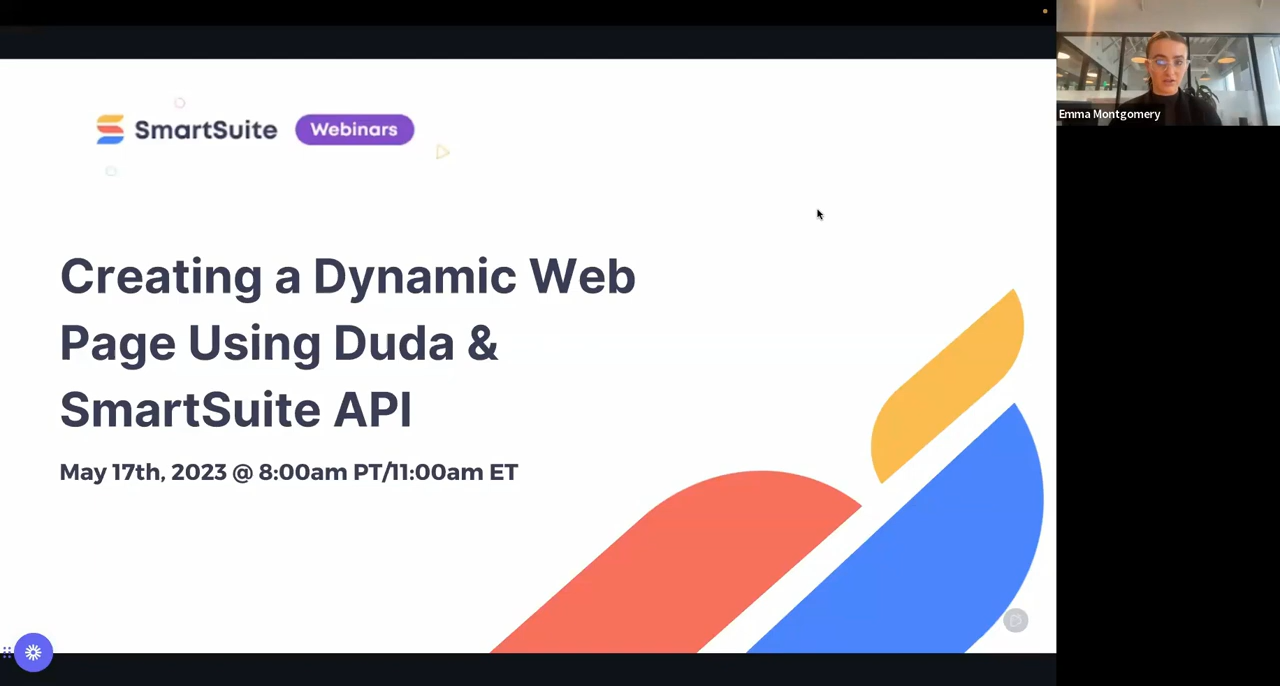 SmartSuite Webinars
Creating a Dynamic Web
Page Using Duda &
SmartSuite API
May 17th, 2023 @ 8:00am PT/11:00am ET
Emma Montgomery